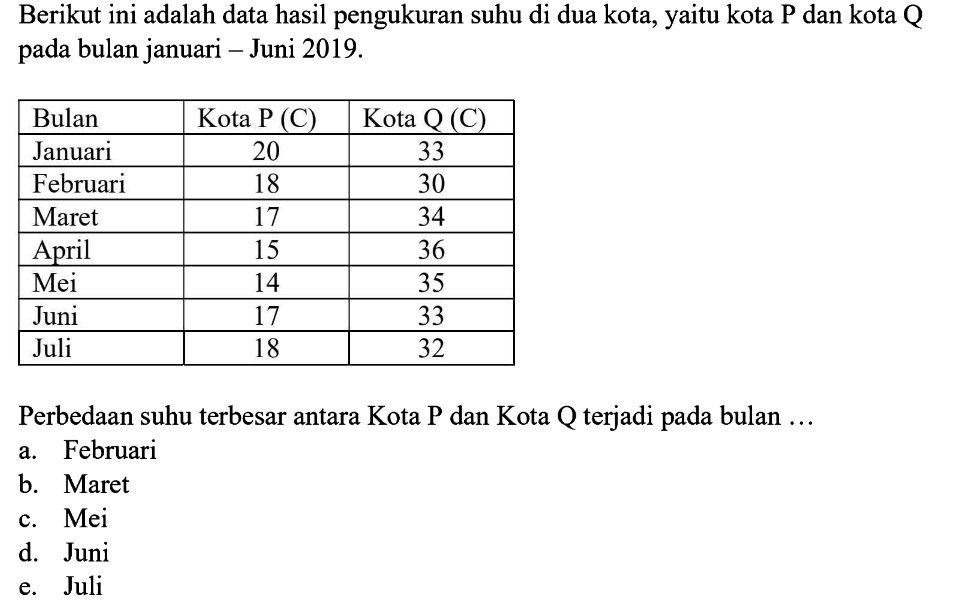 Berikut ini adalah data hasil pengukuran suhu di dua kota, yaitu kota P dan kota Q
pada bulan januari – Juni 2019.
Bulan Kota P (C) Kota Q (C)
Januari 20 33
Februari 18 30
Maret 17 34
April 15 36
Mei 14 35
Juni 17 33
Juli 18 32
Perbedaan suhu terbesar antara Kota P dan Kota Q terjadi pada bulan …
a. Februari
b. Maret
c. Mei
d. Juni
e. Juli